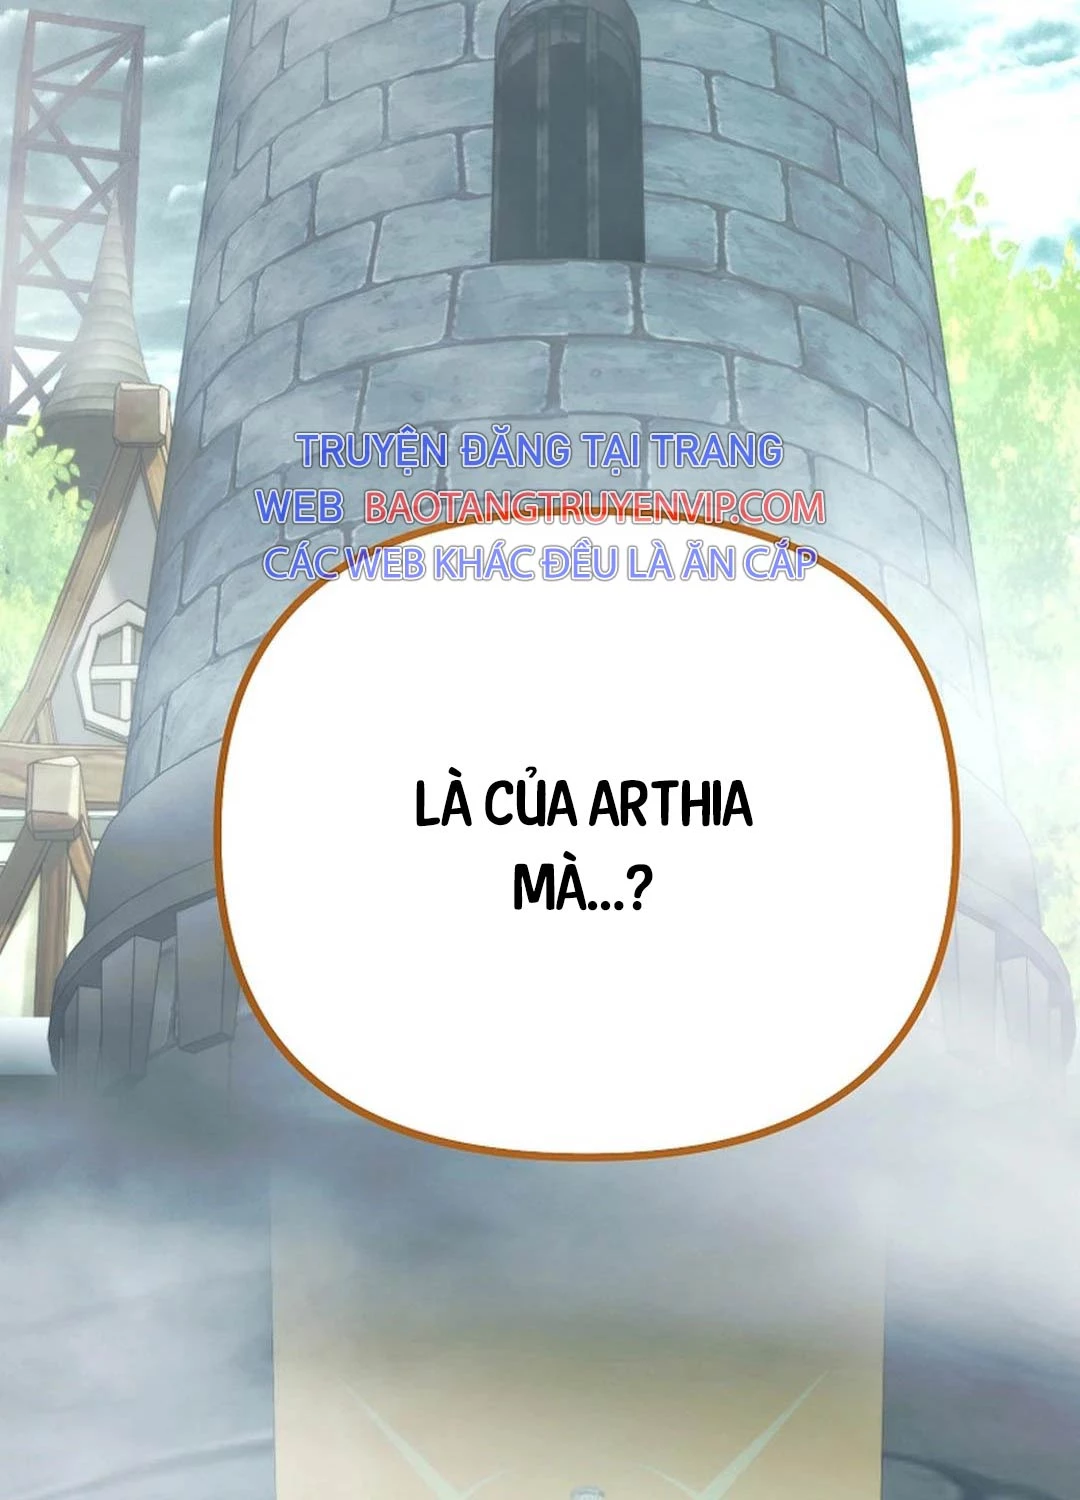 TRUYỆN ĐĂNG TẠI TRANG
WEB BAOTANGTRUYENVIP.COM
CÁC WEB KHÁC ĐỀU LÀ ĂN CẮP
LÀ CỦA ARTHIA
MÀ...?